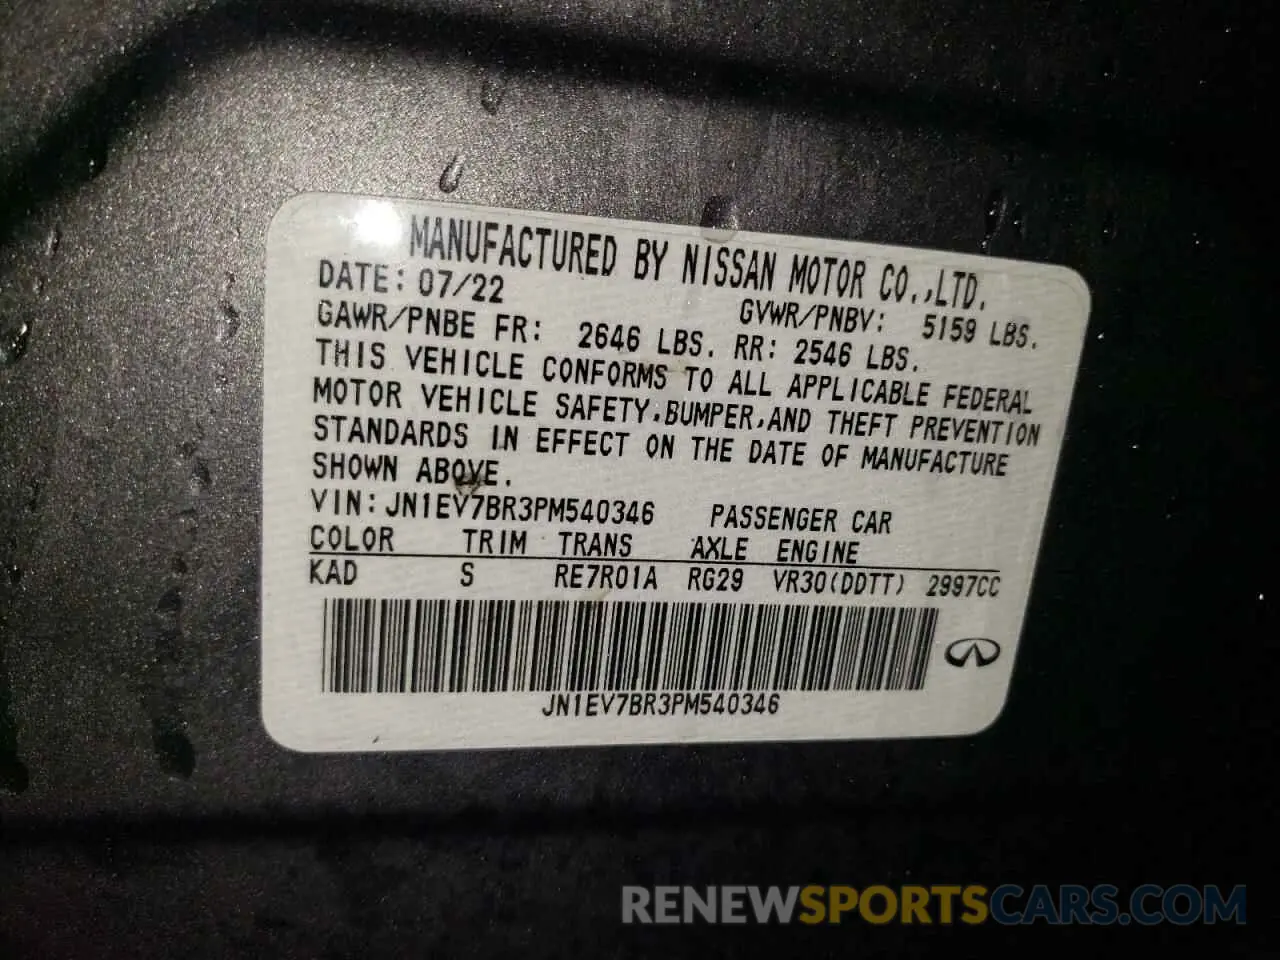 MANUFACTURED BY NISSAN MOTOR CO.,LTD.
DATE: 07/22
GVWR/PNBV: 5159 LBS.
GAWR/PNBE FR: 2646 LBS. RR: 2546 LBS.
THIS VEHICLE CONFORMS TO ALL APPLICABLE FEDERAL
MOTOR VEHICLE SAFETY,BUMPER,AND THEFT PREVENTION
STANDARDS IN EFFECT ON THE DATE OF MANUFACTURE
SHOWN ABOVE.
VIN:JN1EV7BR3PM540346 PASSENGER CAR
COLOR TRIM TRANS AXLE ENGINE
KAD S RE7R01A RG29 VR30(DDTT) 2997CC
JN1EV7BR3PM540346
RENEWSPORTSCARS.COM